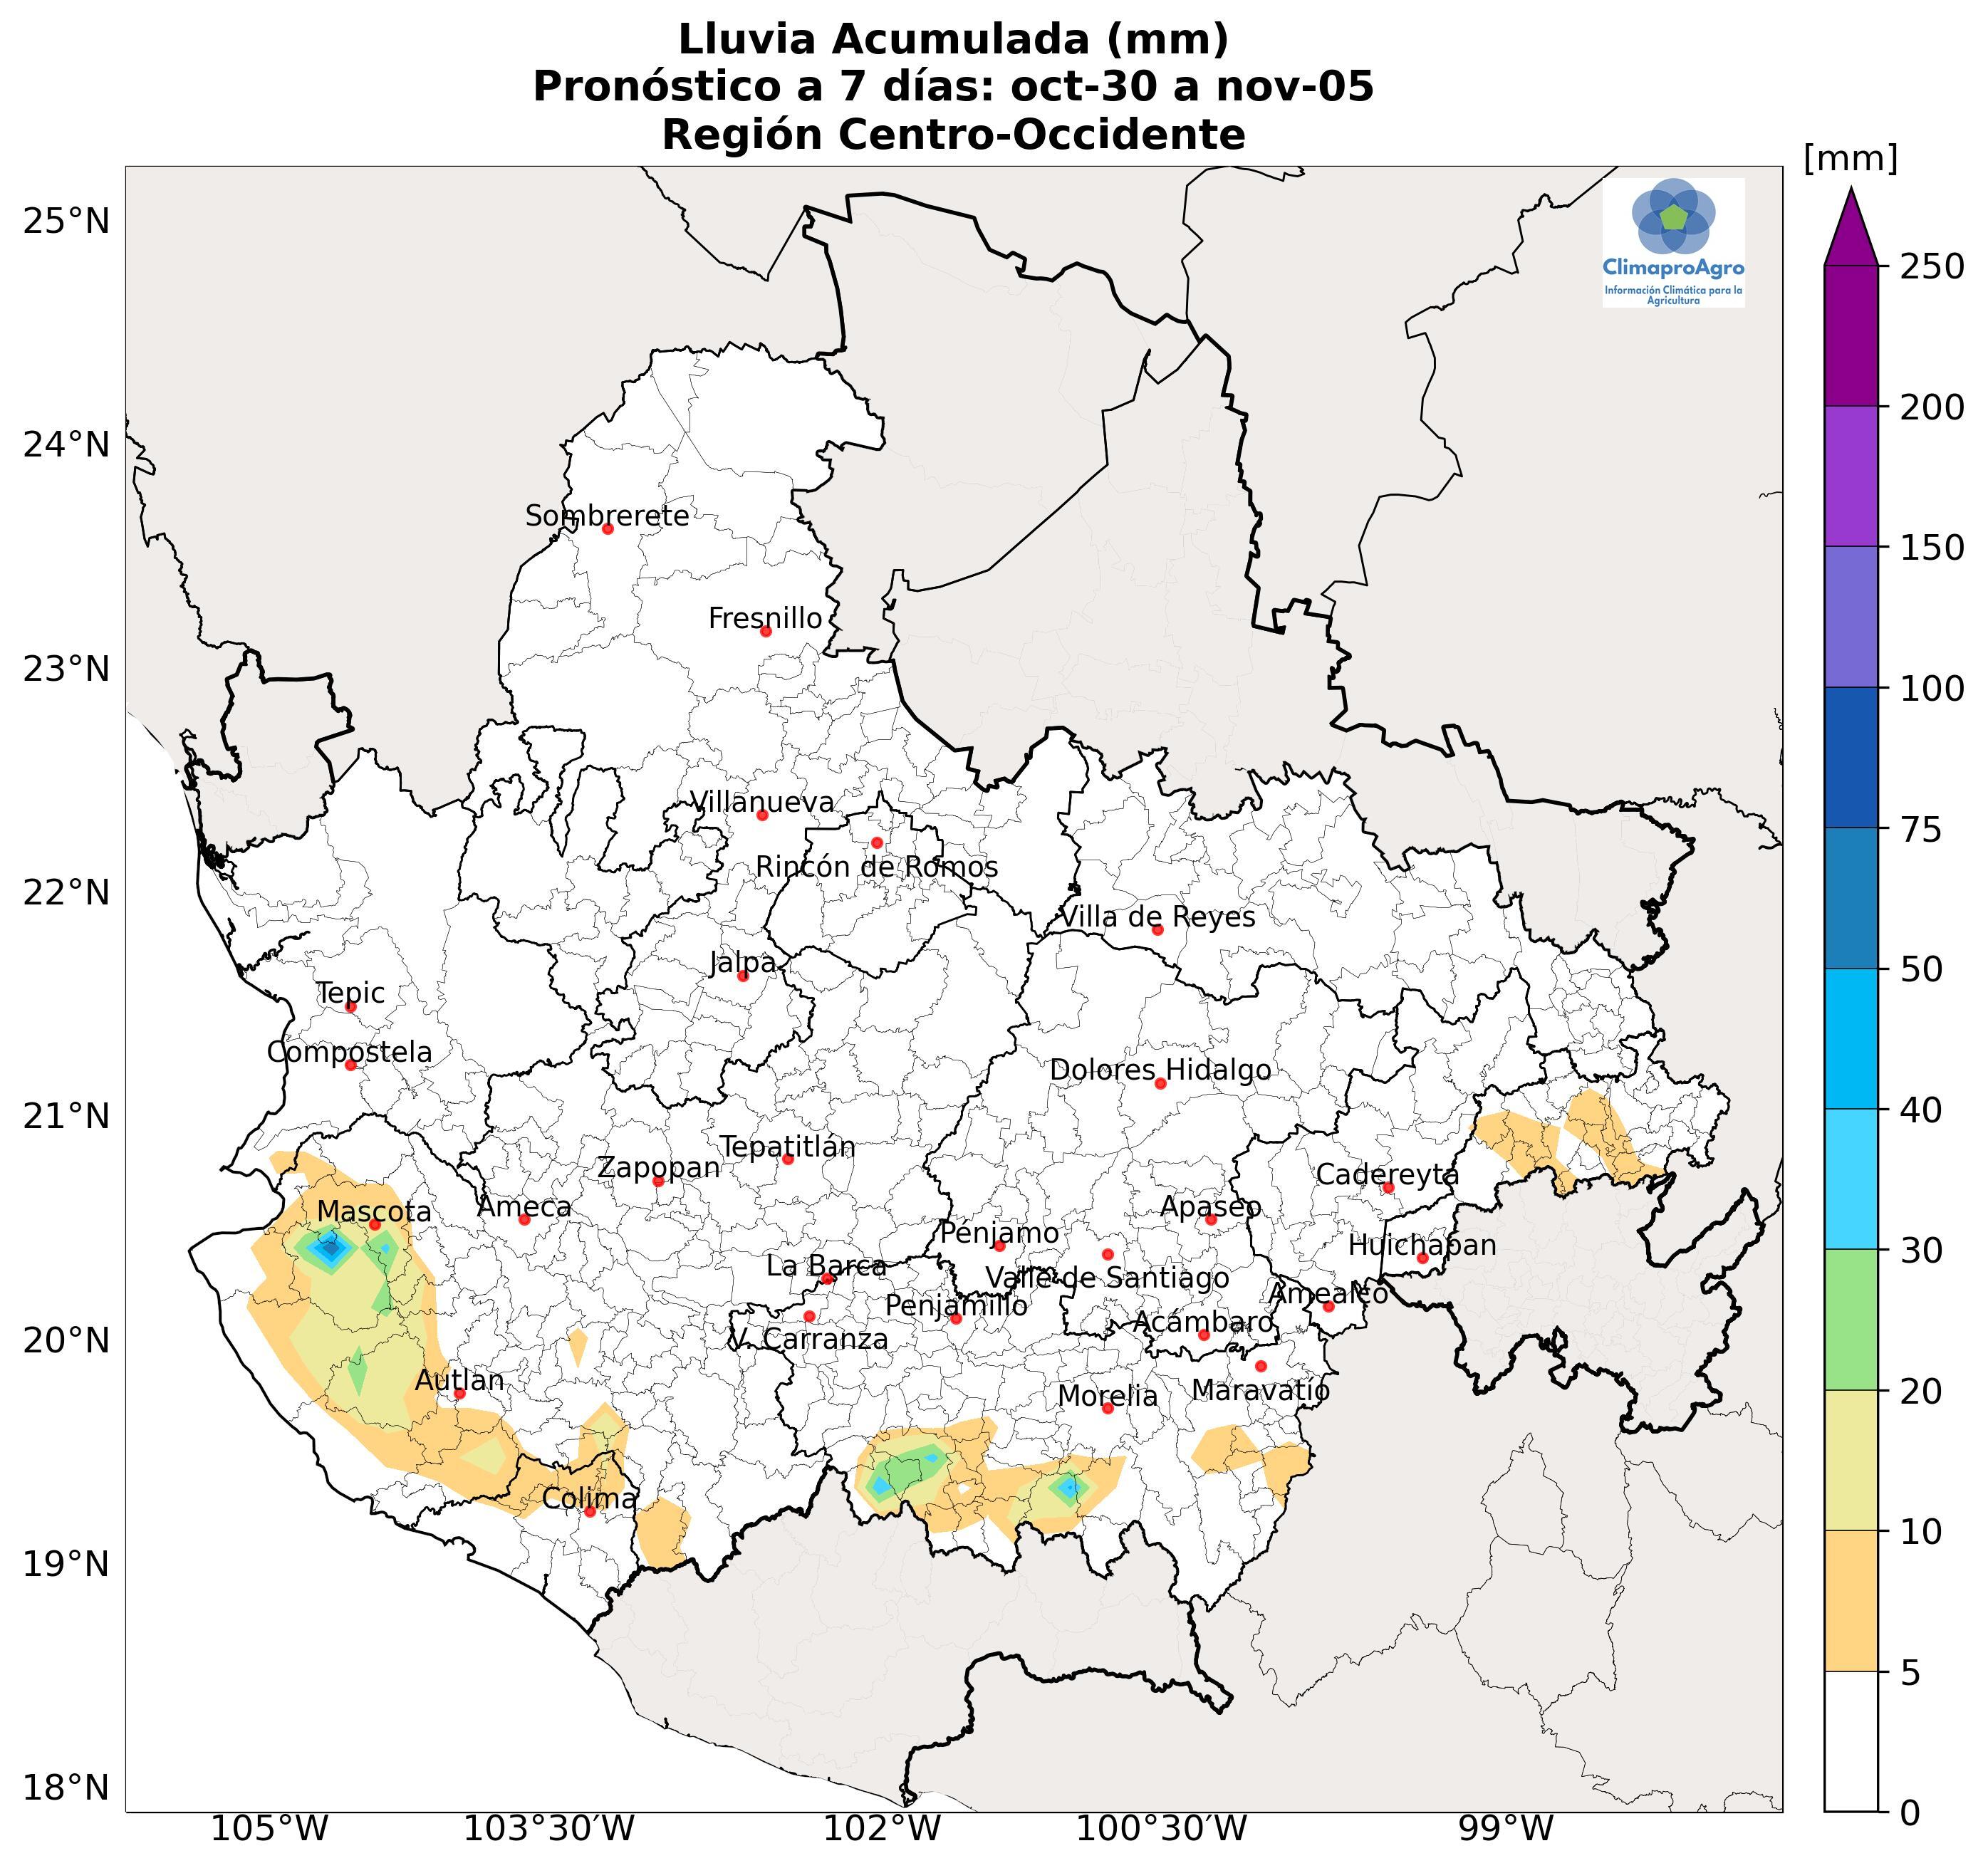 Lluvia Acumulada (mm)
Pronóstico a 7 días: oct-30 a nov-05
Región Centro-Occidente
[mm]
25°N
ClimaproAgro
Información Climática para la
Agricultura
250
200
24°N
150
Sombrerete
Fresnillo
23°N
100
Villanueva
75
Rincón de Romos
22°N
Villa de Reyes
50
Jalpa
Tepic
Compostela
Dolores Hidalgo
21°N
40
Tepatitlán
Zapopan
Cadereyta
Mascota
Ameca
Apaseo
Pénjamo
Huichapan
30
La Barca
Valle de Santiago
Amealco
Penjamillo
Acámbaro
20°N
V. Carranza
Autlan
Maravatío
20
Morelia
Colima
10
19°N
5
18°N
0
105°W
103°30'W
102°W
100°30'W
99°W